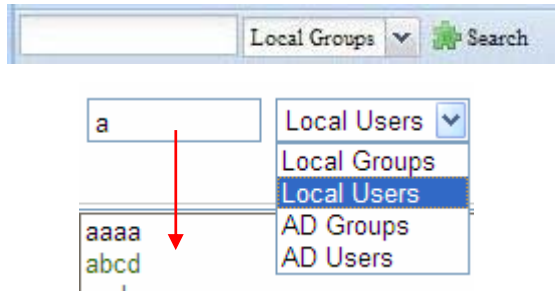 Local Groups Search
a Local Users
Local Groups
Local Users
AD Groups
AD Users
aaaa
abcd